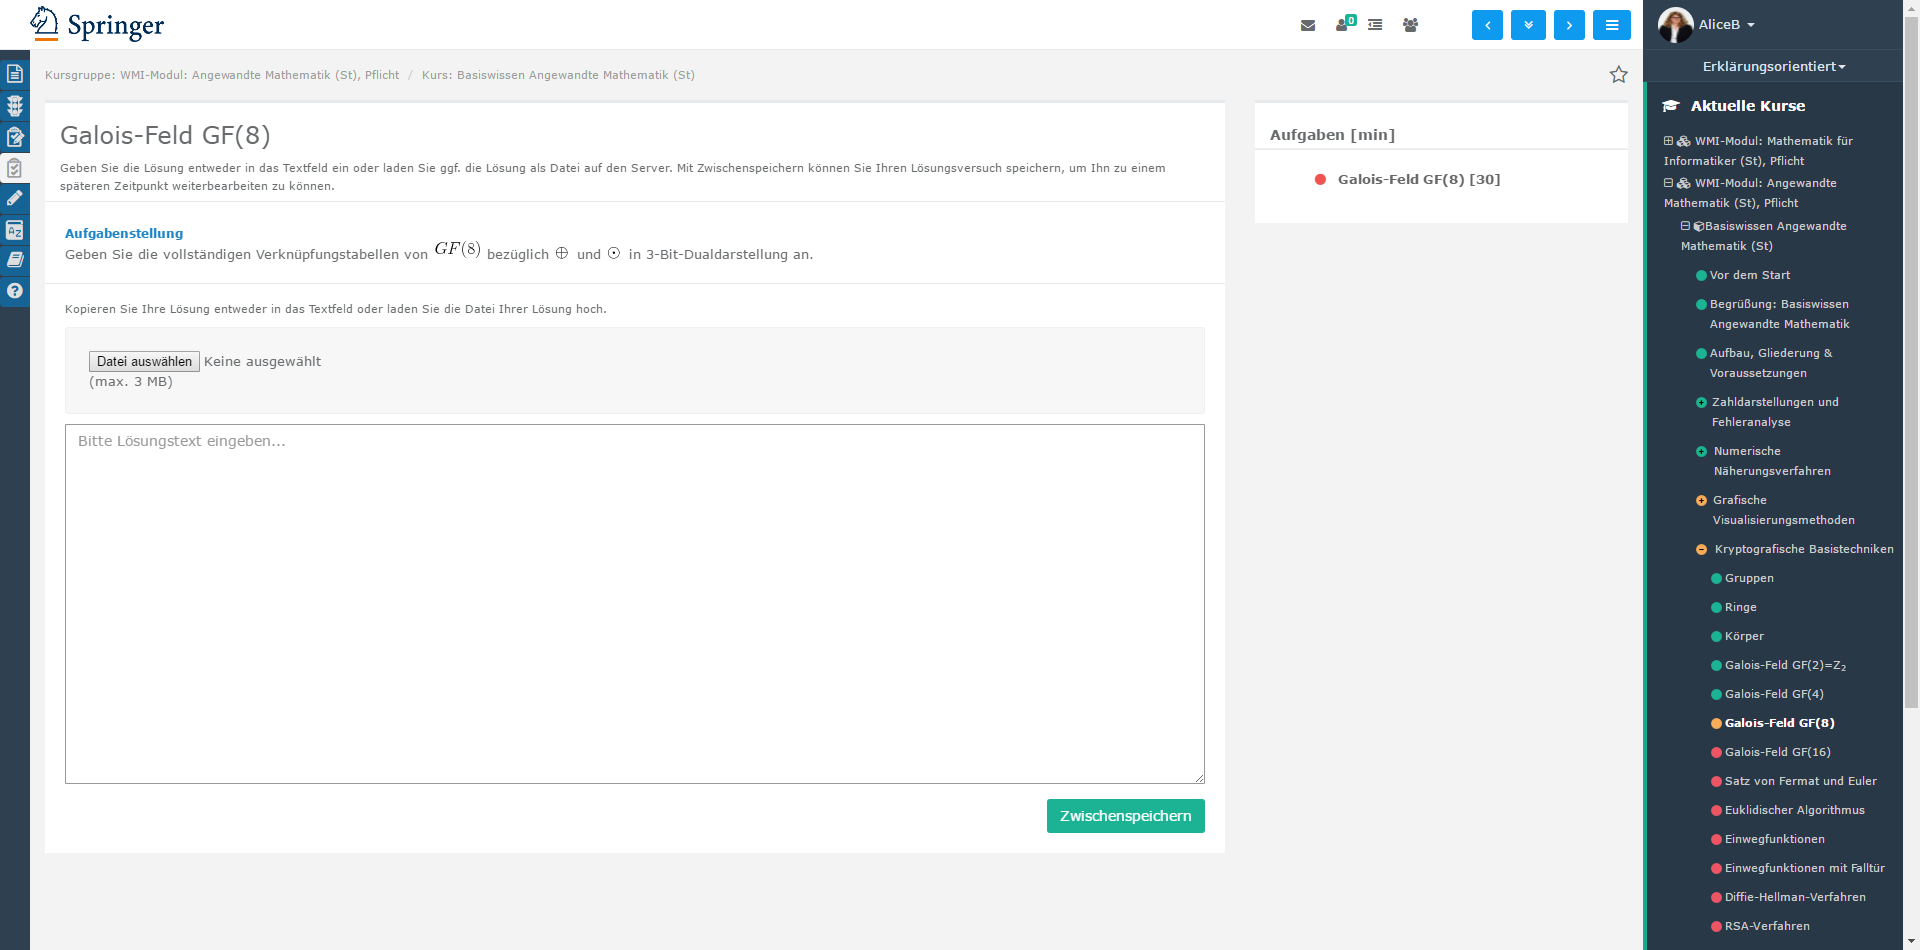 Springer
0
AliceB
Erklärungsorientiert
Kursgruppe: WMI-Modul: Angewandte Mathematik (St), Pflicht / Kurs: Basiswissen Angewandte Mathematik (St)
Galois-Feld GF(8)
Geben Sie die Lösung entweder in das Textfeld ein oder laden Sie ggf. die Lösung als Datei auf den Server. Mit Zwischenspeichern können Sie Ihren Lösungsversuch speichern, um Ihn zu einem
späteren Zeitpunkt weiterbearbeiten zu können.
Aufgabenstellung
Geben Sie die vollständigen Verknüpfungstabellen von GF(8) bezüglich ⊕ und ⊙ in 3-Bit-Dualdarstellung an.
Kopieren Sie Ihre Lösung entweder in das Textfeld oder laden Sie die Datei Ihrer Lösung hoch.
Datei auswählen Keine ausgewählt
(max. 3 MB)
Bitte Lösungstext eingeben...
Zwischenspeichern
Aufgaben [min]
Galois-Feld GF(8) [30]
Aktuelle Kurse
WMI-Modul: Mathematik für
Informatiker (St), Pflicht
WMI-Modul: Angewandte
Mathematik (St), Pflicht
Basiswissen Angewandte
Mathematik (St)
Vor dem Start
Begrüßung: Basiswissen
Angewandte Mathematik
Aufbau, Gliederung &
Voraussetzungen
Zahldarstellungen und
Fehleranalyse
Numerische
Näherungsverfahren
Grafische
Visualisierungsmethoden
Kryptografische Basistechniken
Gruppen
Ringe
Körper
Galois-Feld GF(2)=Z₂
Galois-Feld GF(4)
Galois-Feld GF(8)
Galois-Feld GF(16)
Satz von Fermat und Euler
Euklidischer Algorithmus
Einwegfunktionen
Einwegfunktionen mit Falltür
Diffie-Hellman-Verfahren
RSA-Verfahren